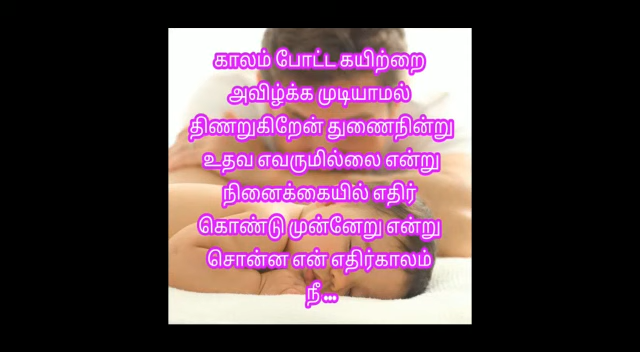 காலம் போட்ட கயிற்றை
அவிழ்க்க முடியாமல்
திணறுகிறேன் துணைநின்று
உதவ எவருமில்லை என்று
நினைக்கையில் எதிர்
கொண்டு முன்னேறு என்று
சொன்ன என் எதிர்காலம்
நீ ...